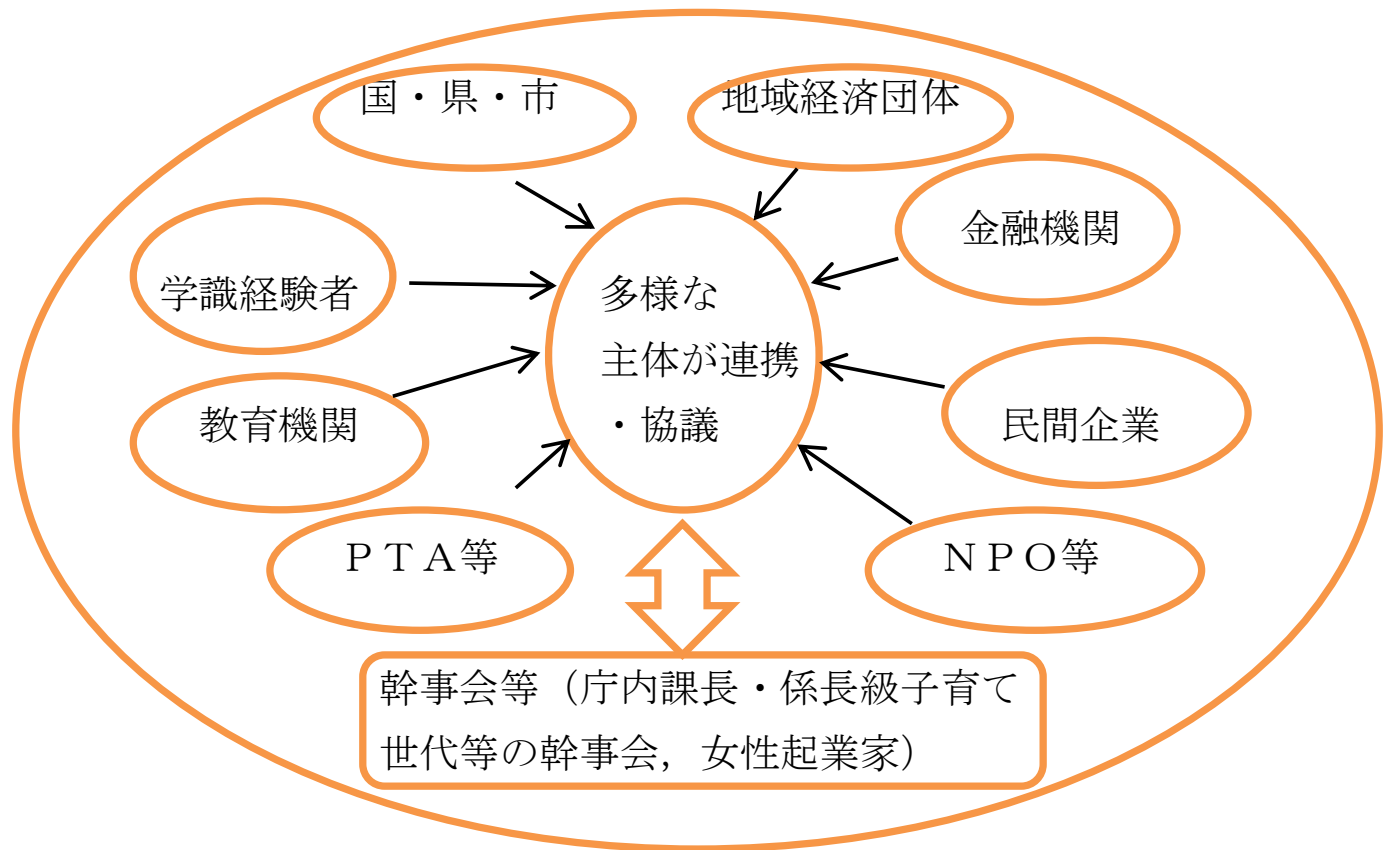 国・県・市
地域経済団体
金融機関
学識経験者
多様な
主体が連携
・協議
教育機関
民間企業
ＰＴＡ等
ＮＰＯ等
幹事会等（庁内課長・係長級子育て
世代等の幹事会，女性起業家）